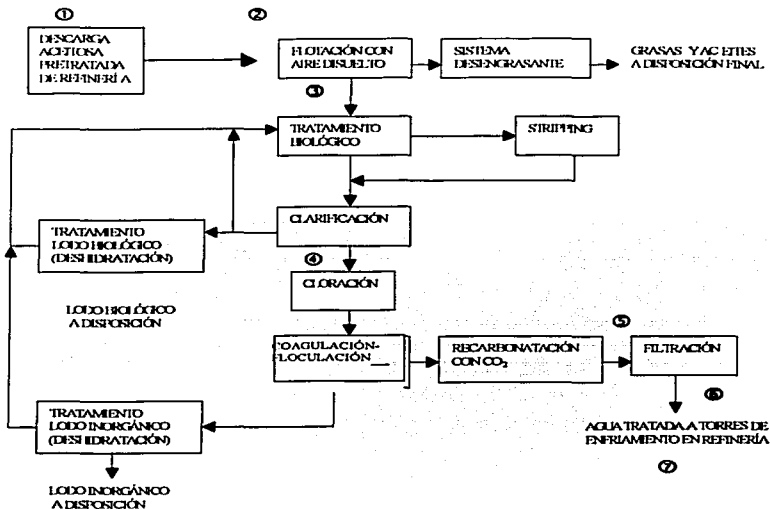 ①
②
DESCARGA
ACEITOSA
PRETRATADA
DE REFINERÍA
FLOTACIÓN CON
AIRE DISUELTO
SISTEMA
DESENGRASANTE
GRASAS Y ACEITES
A DISPOSICIÓN FINAL
③
TRATAMIENTO
BIOLÓGICO
STRIPPING
CLARIFICACIÓN
TRATAMIENTO
LODO BIOLÓGICO
(DESHIDRATACIÓN)
④
CLORACIÓN
LODO BIOLÓGICO
A DISPOSICIÓN
OAGULACIÓN-
LOCULACIÓN
RECARBONATACIÓN
CON CO₂
⑤
FILTRACIÓN
⑥
TRATAMIENTO
LODO INORGÁNICO
(DESHIDRATACIÓN)
AGUA TRATADA A TORRES DE
ENFRIAMIENTO EN REFINERÍA
⑦
LODO INORGÁNICO
A DISPOSICIÓN